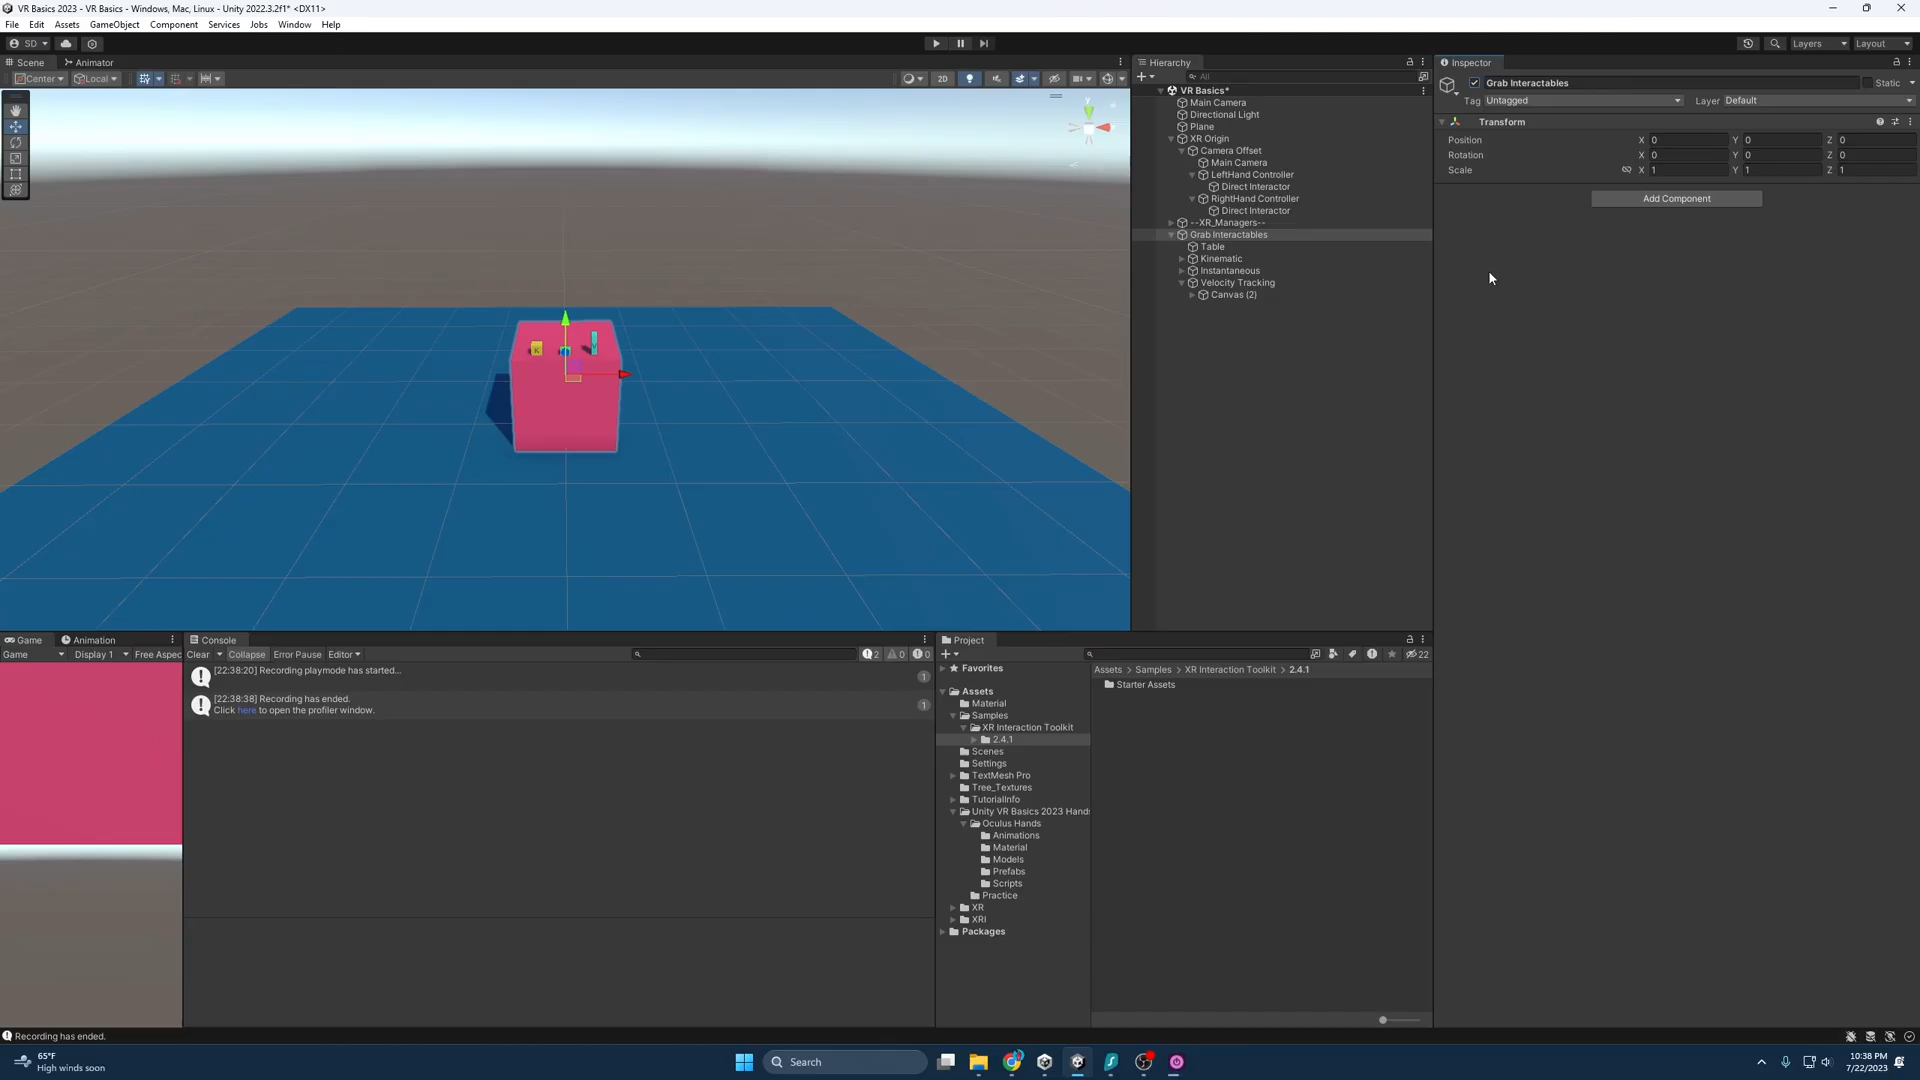 VR Basics 2023 - VR Basics - Windows, Mac, Linux - Unity 2022.3.2f1* <DX11>
File Edit Assets GameObject Component Services Jobs Window Help
SD
Layers Layout
Scene Animator
Center Local
2D
y
K
Hierarchy
All
VR Basics*
Main Camera
Directional Light
Plane
XR Origin
Camera Offset
Main Camera
LeftHand Controller
Direct Interactor
RightHand Controller
Direct Interactor
--XR_Managers--
Grab Interactables
Table
Kinematic
Instantaneous
Velocity Tracking
Canvas (2)
Inspector
Grab Interactables Static
Tag Untagged Layer Default
Transform
Position X 0 Y 0 Z 0
Rotation X 0 Y 0 Z 0
Scale X 1 Y 1 Z 1
Add Component
Game Animation
Game Display 1 Free Aspec
Console
Clear Collapse Error Pause Editor 2 0 0
[22:38:20] Recording playmode has started... 1
[22:38:38] Recording has ended.
Click here to open the profiler window. 1
Project
22
Favorites
Assets
Material
Samples
XR Interaction Toolkit
2.4.1
Scenes
Settings
TextMesh Pro
Tree_Textures
TutorialInfo
Unity VR Basics 2023 Hands
Oculus Hands
Animations
Material
Models
Prefabs
Scripts
Practice
XR
XRI
Packages
Assets > Samples > XR Interaction Toolkit > 2.4.1
Starter Assets
Recording has ended.
65°F
High winds soon
Search
10:38 PM
7/22/2023